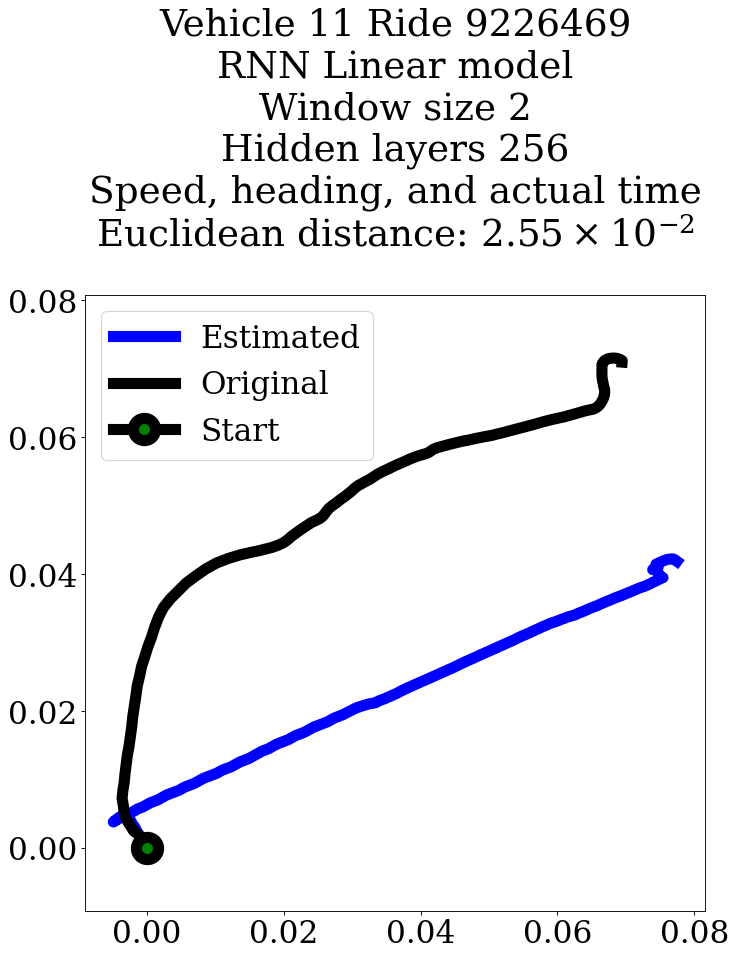 Vehicle 11 Ride 9226469
RNN Linear model
Window size 2
Hidden layers 256
Speed, heading, and actual time
Euclidean distance: 2.55 × 10⁻²
Estimated
Original
Start
0.08
0.06
0.04
0.02
0.00
0.00 0.02 0.04 0.06 0.08